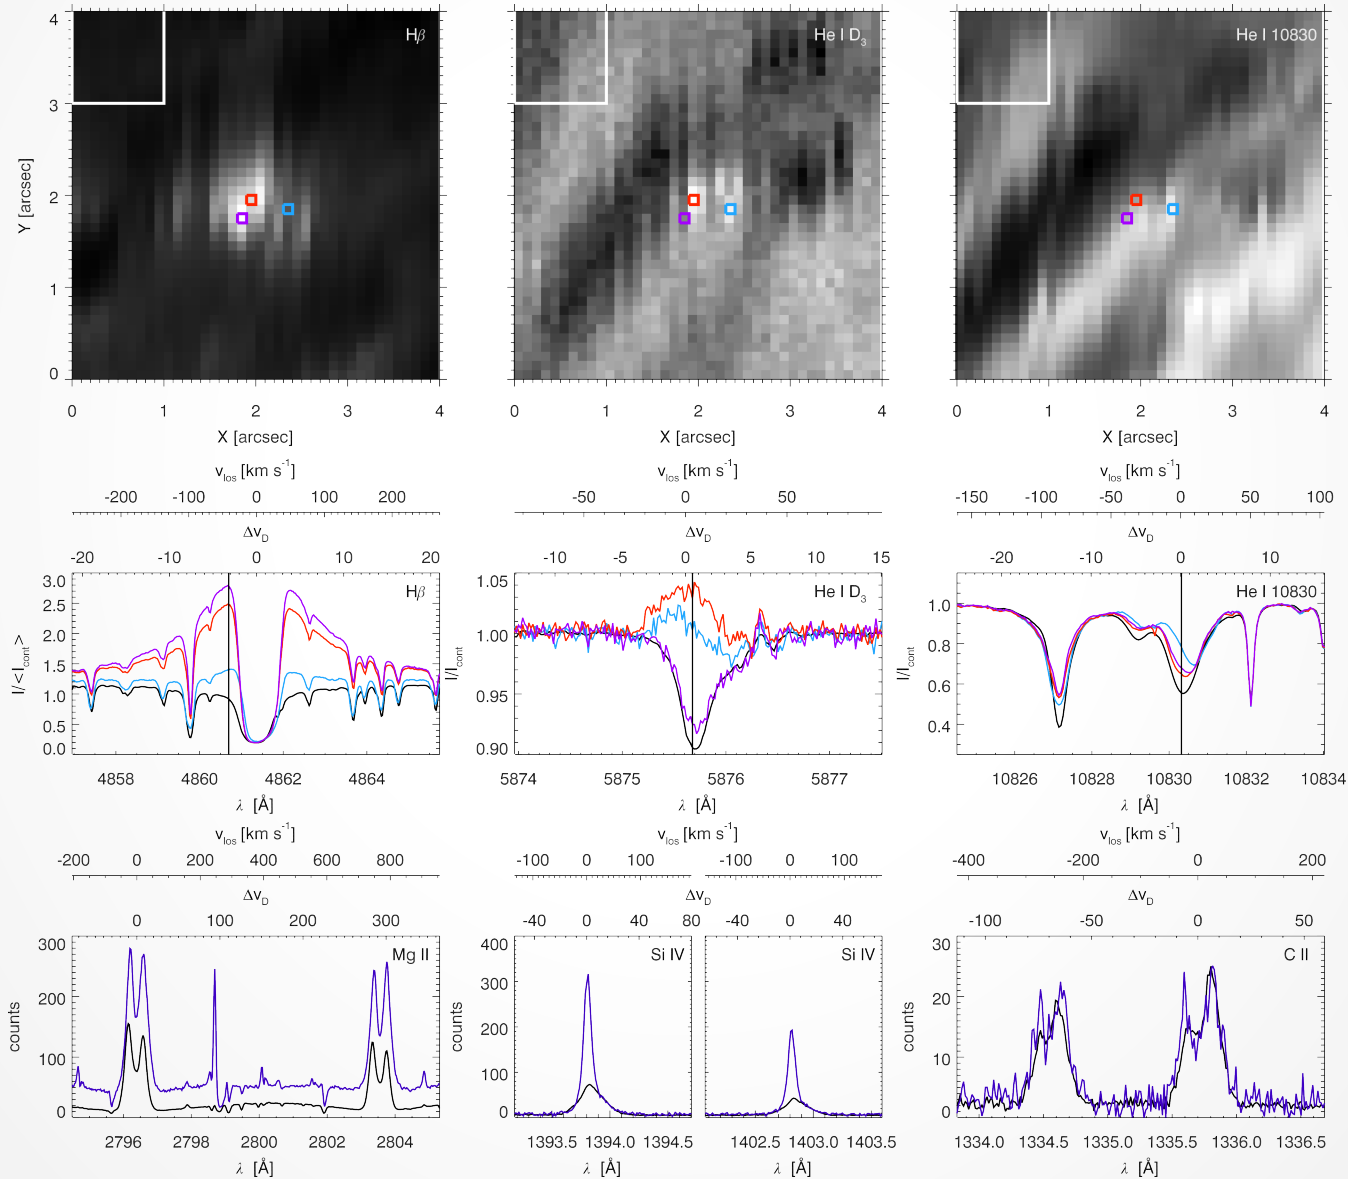 Hβ
He I D3
He I 10830
4
3
2
1
0
Y [arcsec]
0 1 2 3 4
0 1 2 3 4
0 1 2 3 4
X [arcsec]
X [arcsec]
X [arcsec]
vlos [km s-1]
vlos [km s-1]
vlos [km s-1]
-200 -100 0 100 200
-50 0 50
-150 -100 -50 0 50 100
ΔvD
ΔvD
ΔvD
-20 -10 0 10 20
-10 -5 0 5 10 15
-20 -10 0 10
Hβ
He I D3
He I 10830
3.0
2.5
2.0
1.5
1.0
0.5
0.0
I/<Icont>
1.05
1.00
0.95
0.90
I/Icont
1.0
0.8
0.6
0.4
I/Icont
4858 4860 4862 4864
5874 5875 5876 5877
10826 10828 10830 10832 10834
λ [Å]
λ [Å]
λ [Å]
vlos [km s-1]
vlos [km s-1]
vlos [km s-1]
vlos [km s-1]
-200 0 200 400 600 800
-100 0 100
-100 0 100
-400 -200 0 200
ΔvD
ΔvD
ΔvD
ΔvD
0 100 200 300
-40 0 40 80
-40 0 40
-100 -50 0 50
Mg II
Si IV
Si IV
C II
300
200
100
0
counts
400
300
200
100
0
counts
30
20
10
0
counts
2796 2798 2800 2802 2804
1393.5 1394.0 1394.5
1402.5 1403.0 1403.5
1334.0 1334.5 1335.0 1335.5 1336.0 1336.5
λ [Å]
λ [Å]
λ [Å]
λ [Å]